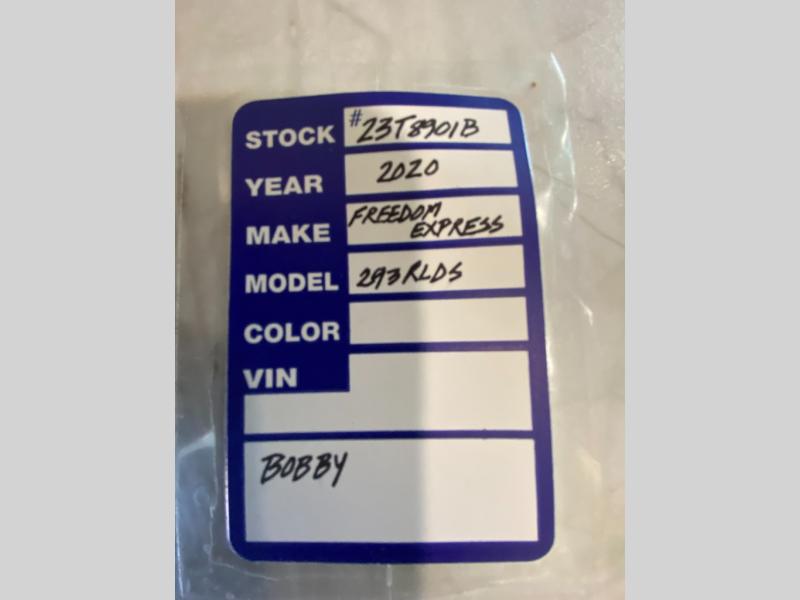 STOCK #23T8901B
YEAR 2020
MAKE FREEDOM
EXPRESS
MODEL 293RLDS
COLOR
VIN
BOBBY